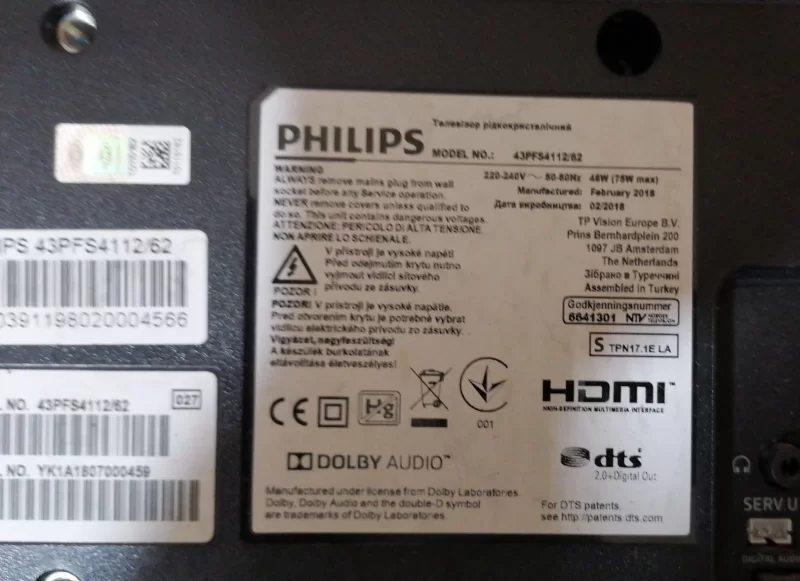 PHILIPS
Телевізор рідкокристалічний
MODEL NO.: 43PFS4112/62
WARNING
ALWAYS remove mains plug from wall
socket before any Service operation.
NEVER remove covers unless qualified to
do so. This unit contains dangerous voltages.
ATTENZIONE: PERICOLO DI ALTA TENSIONE.
NON APRIRE LO SCHIENALE.
220-240V ~ 50-60Hz 48W (75W max)
Manufactured: February 2018
Дата виробництва: 02/2018
TP Vision Europe B.V.
Prins Bernhardplein 200
1097 JB Amsterdam
The Netherlands
Зібрано в Туреччині
Assembled in Turkey
V přístroji je vysoké napětí
Před odejmutím krytu nutno
vyjmout vidlici síťového
přívodu ze zásuvky.
POZOR !
POZOR! V prístroji je vysoké napätie.
Pred otvorením krytu je potrebné vybrat
vidlicu elektrického prívodu zo zásuvky.
Vigyázat, nagyfeszültség!
A készülék burkolatának
eltávolítása életveszélyes!
Godkjenningsnummer
6641301 NTV
S TPN17.1E LA
CE
Hg
001
HDMI™
HIGH-DEFINITION MULTIMEDIA INTERFACE
DOLBY AUDIO™
dts
2.0+Digital Out
Manufactured under license from Dolby Laboratories.
Dolby, Dolby Audio and the double-D symbol
are trademarks of Dolby Laboratories.
For DTS patents,
see http://patents.dts.com
PS 43PFS4112/62
0391198020004566
NO. 43PFS4112/62
027
NO. YK1A1807000459
SERV.U
DIGITAL AUD